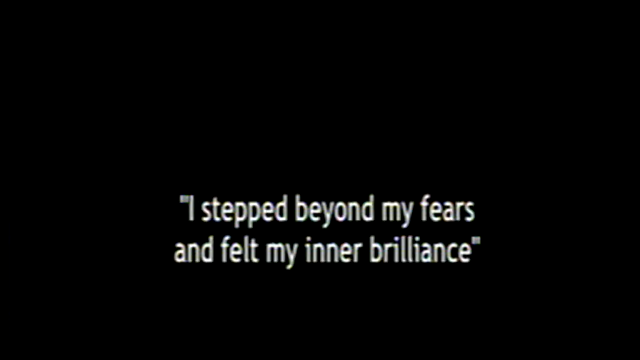 "I stepped beyond my fears
and felt my inner brilliance"